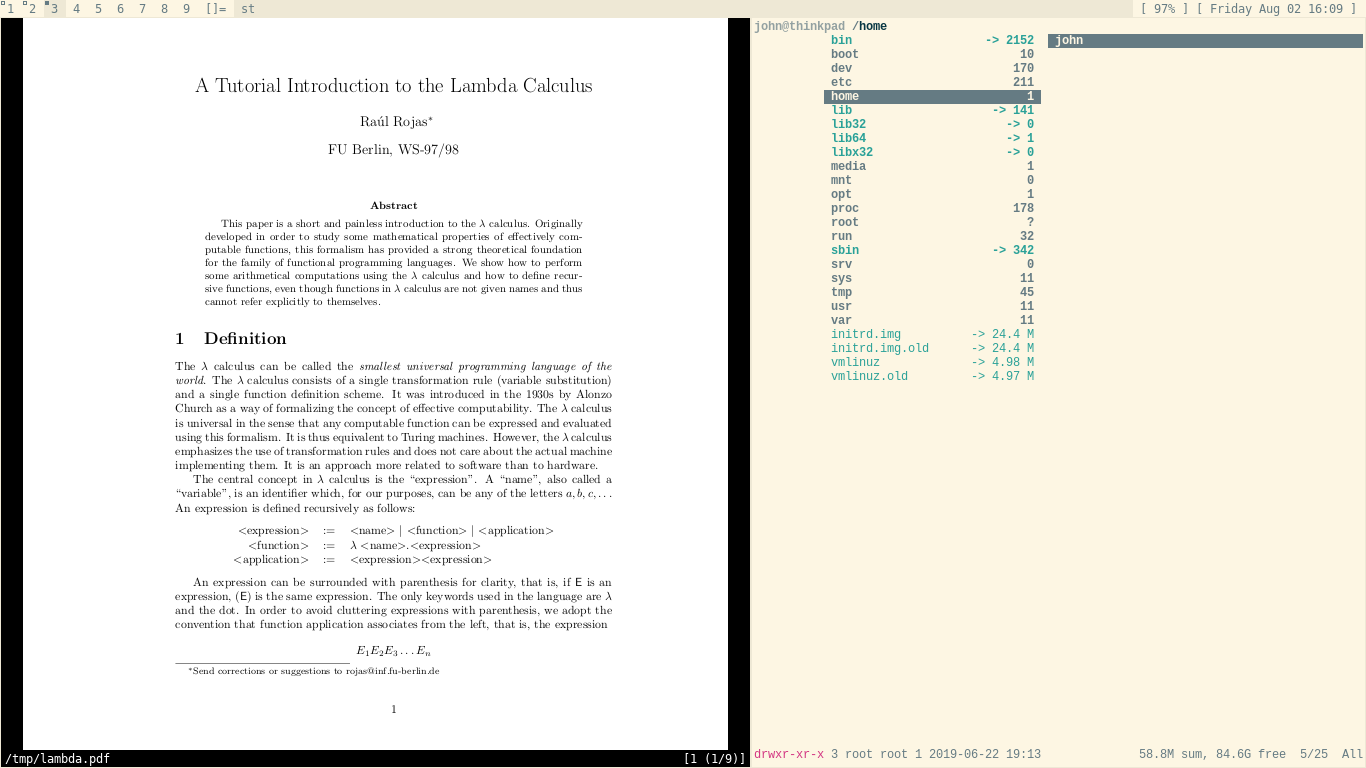 1 2 3 4 5 6 7 8 9 []= st [ 97% ] [ Friday Aug 02 16:09 ]
A Tutorial Introduction to the Lambda Calculus
Raúl Rojas*
FU Berlin, WS-97/98
Abstract
This paper is a short and painless introduction to the λ calculus. Originally
developed in order to study some mathematical properties of effectively com-
putable functions, this formalism has provided a strong theoretical foundation
for the family of functional programming languages. We show how to perform
some arithmetical computations using the λ calculus and how to define recur-
sive functions, even though functions in λ calculus are not given names and thus
cannot refer explicitly to themselves.
1 Definition
The λ calculus can be called the smallest universal programming language of the
world. The λ calculus consists of a single transformation rule (variable substitution)
and a single function definition scheme. It was introduced in the 1930s by Alonzo
Church as a way of formalizing the concept of effective computability. The λ calculus
is universal in the sense that any computable function can be expressed and evaluated
using this formalism. It is thus equivalent to Turing machines. However, the λ calculus
emphasizes the use of transformation rules and does not care about the actual machine
implementing them. It is an approach more related to software than to hardware.
The central concept in λ calculus is the “expression”. A “name”, also called a
“variable”, is an identifier which, for our purposes, can be any of the letters a, b, c, . . .
An expression is defined recursively as follows:
<expression> := <name> | <function> | <application>
<function> := λ <name>.<expression>
<application> := <expression><expression>
An expression can be surrounded with parenthesis for clarity, that is, if E is an
expression, (E) is the same expression. The only keywords used in the language are λ
and the dot. In order to avoid cluttering expressions with parenthesis, we adopt the
convention that function application associates from the left, that is, the expression
E1E2E3 . . . En
*Send corrections or suggestions to rojas@inf.fu-berlin.de
1
/tmp/lambda.pdf [1 (1/9)]
john@thinkpad /home
bin -> 2152 john
boot 10
dev 170
etc 211
home 1
lib -> 141
lib32 -> 0
lib64 -> 1
libx32 -> 0
media 1
mnt 0
opt 1
proc 178
root ?
run 32
sbin -> 342
srv 0
sys 11
tmp 45
usr 11
var 11
initrd.img -> 24.4 M
initrd.img.old -> 24.4 M
vmlinuz -> 4.98 M
vmlinuz.old -> 4.97 M
drwxr-xr-x 3 root root 1 2019-06-22 19:13 58.8M sum, 84.6G free 5/25 All